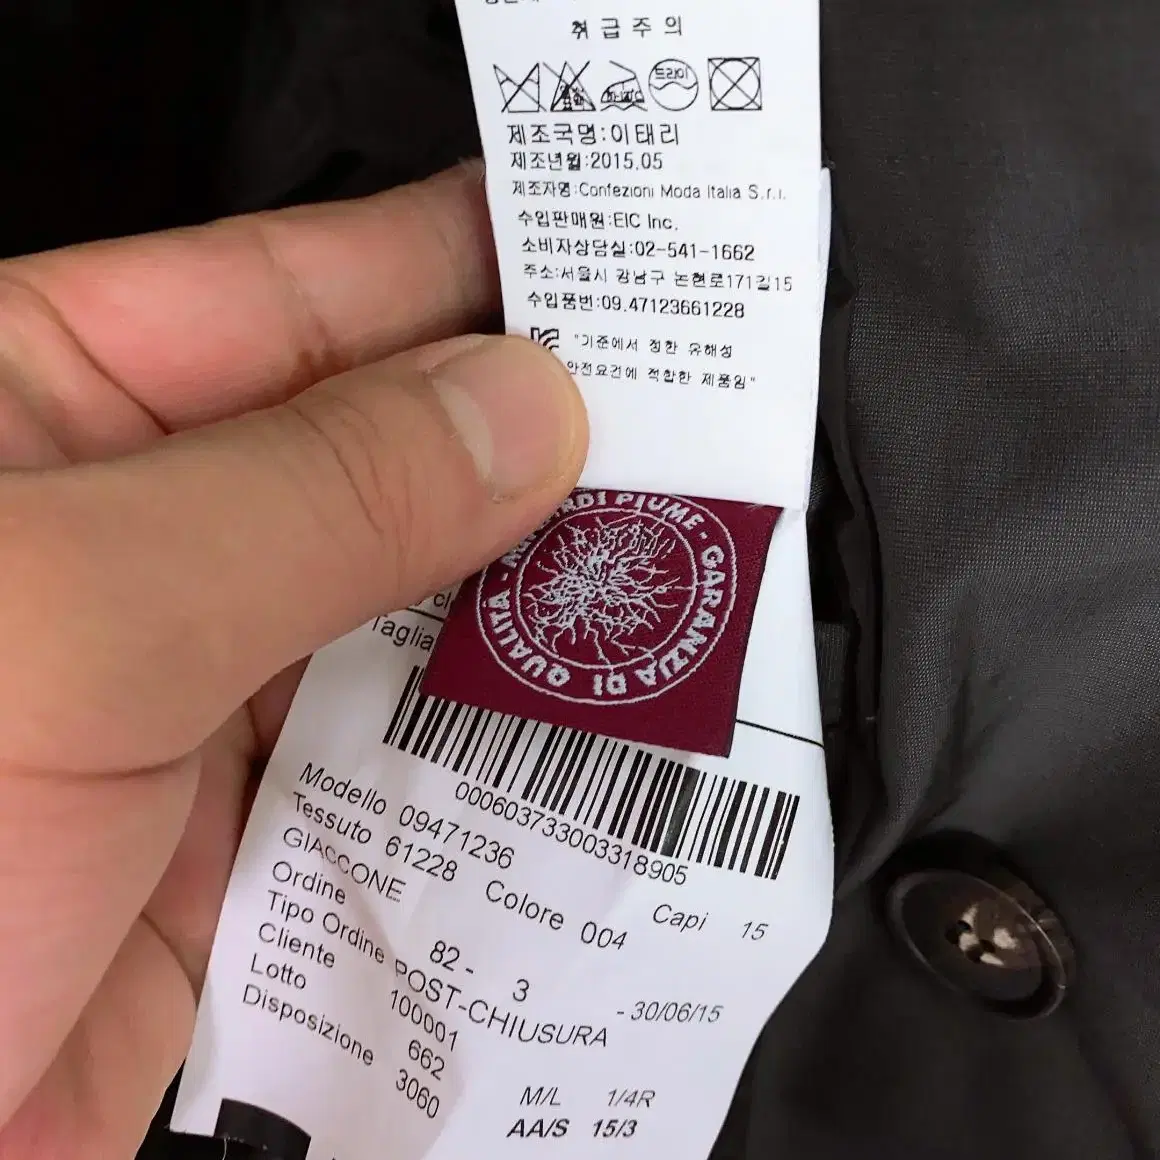 취급주의
드라이
제조국명:이태리
제조년월:2015.05
제조자명:Confezioni Moda Italia S.r.l.
수입판매원:EIC Inc.
소비자상담실:02-541-1662
주소:서울시 강남구 논현로171길15
수입품번:09.47123661228
"기준에서 정한 유해성
안전요건에 적합한 제품임"
PIUME - GARANZIA DI QUALITÀ -
Taglia
000603733003318905
Modello 09471236
Tessuto 61228 Colore 004 Capi 15
GIACCONE
Ordine 82- 3 - 30/06/15
Tipo Ordine POST-CHIUSURA
Cliente 100001
Lotto 662
Disposizione 3060
M/L 1/4R
AA/S 15/3